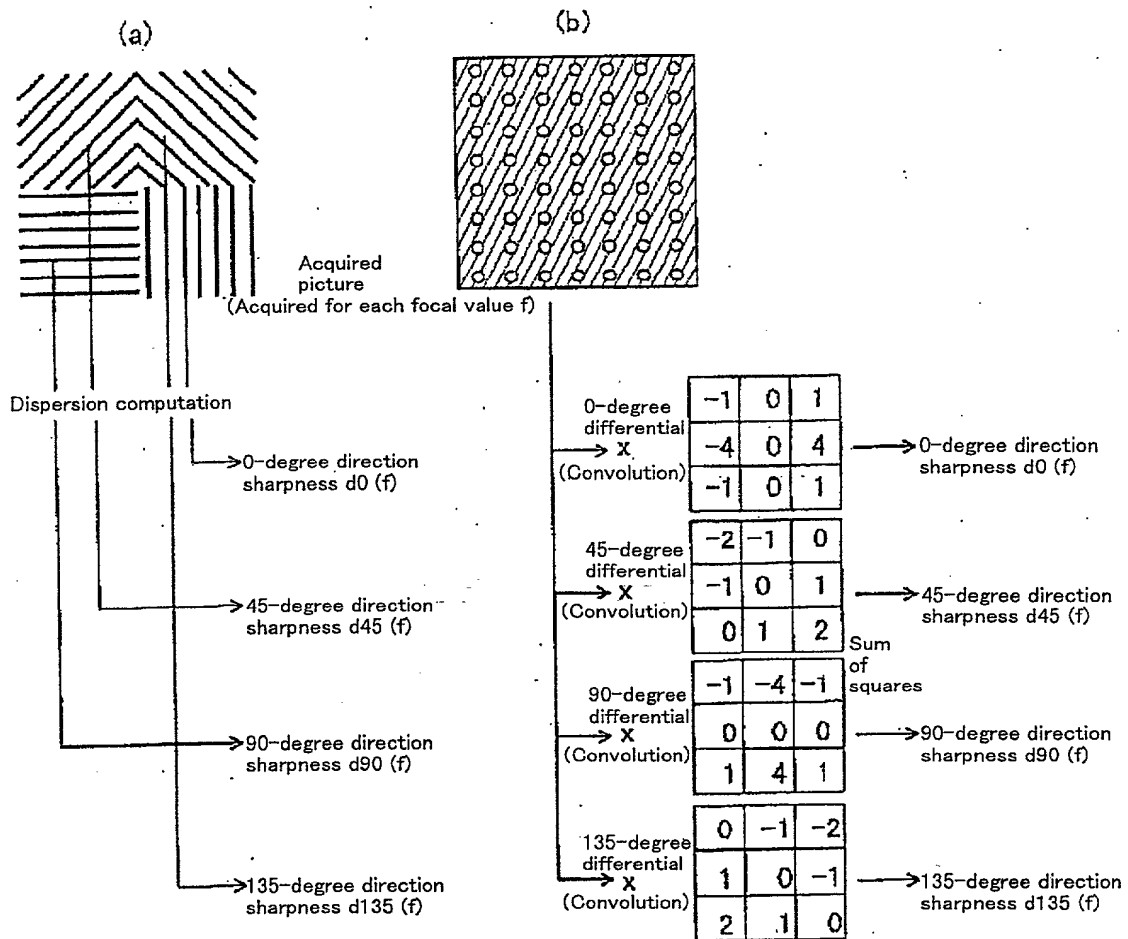 (a)
(b)
Acquired
picture
(Acquired for each focal value f)
Dispersion computation
0-degree direction
sharpness d0 (f)
45-degree direction
sharpness d45 (f)
90-degree direction
sharpness d90 (f)
135-degree direction
sharpness d135 (f)
0-degree
differential
x
(Convolution)
-1 0 1
-4 0 4
-1 0 1
0-degree direction
sharpness d0 (f)
45-degree
differential
x
(Convolution)
-2 -1 0
-1 0 1
0 1 2
45-degree direction
sharpness d45 (f)
Sum
of
squares
90-degree
differential
x
(Convolution)
-1 -4 -1
0 0 0
1 4 1
90-degree direction
sharpness d90 (f)
135-degree
differential
x
(Convolution)
0 -1 -2
1 0 -1
2 1 0
135-degree direction
sharpness d135 (f)